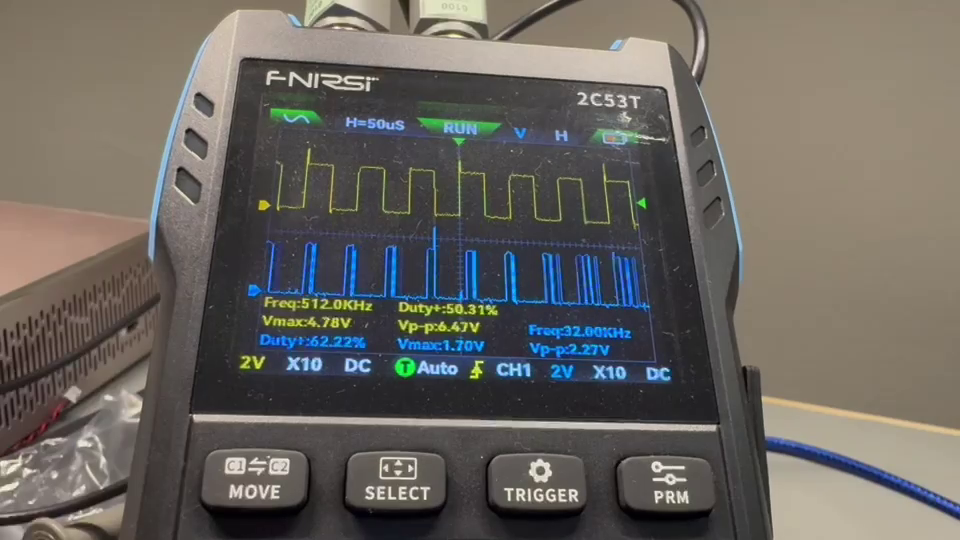 6100
FNIRSI
2C53T
H=50uS
RUN
V
H
Freq:512.0KHz
Duty+:50.31%
Vmax:4.78V
Vp-p:6.47V
Freq:32.00KHz
Duty+:62.22%
Vmax:1.70V
Vp-p:2.27V
2V X10 DC T Auto CH1 2V X10 DC
C1 C2
MOVE
SELECT
TRIGGER
PRM